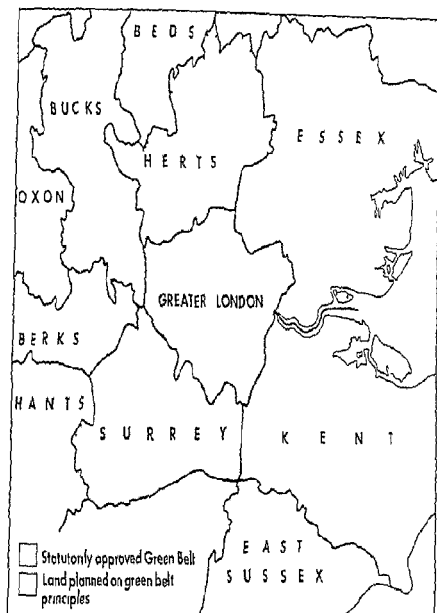 BEDS
BUCKS
ESSEX
HERTS
OXON
GREATER LONDON
BERKS
HANTS
SURREY
KENT
Statutorily approved Green Belt
Land planned on green belt
principles
EAST
SUSSEX